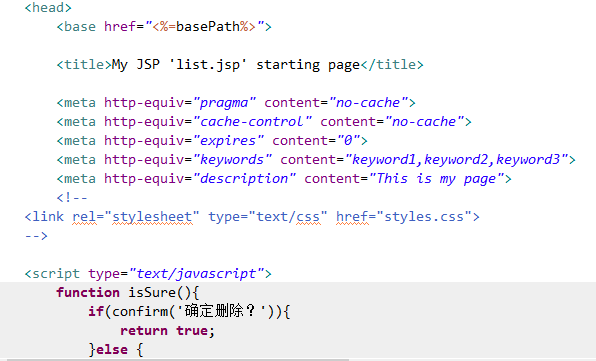 <head>
<base href="<%=basePath%>">
<title>My JSP 'list.jsp' starting page</title>
<meta http-equiv="pragma" content="no-cache">
<meta http-equiv="cache-control" content="no-cache">
<meta http-equiv="expires" content="0">
<meta http-equiv="keywords" content="keyword1,keyword2,keyword3">
<meta http-equiv="description" content="This is my page">
<!--
<link rel="stylesheet" type="text/css" href="styles.css">
-->
<script type="text/javascript">
function isSure(){
if(confirm('确定删除？')){
return true;
}else {